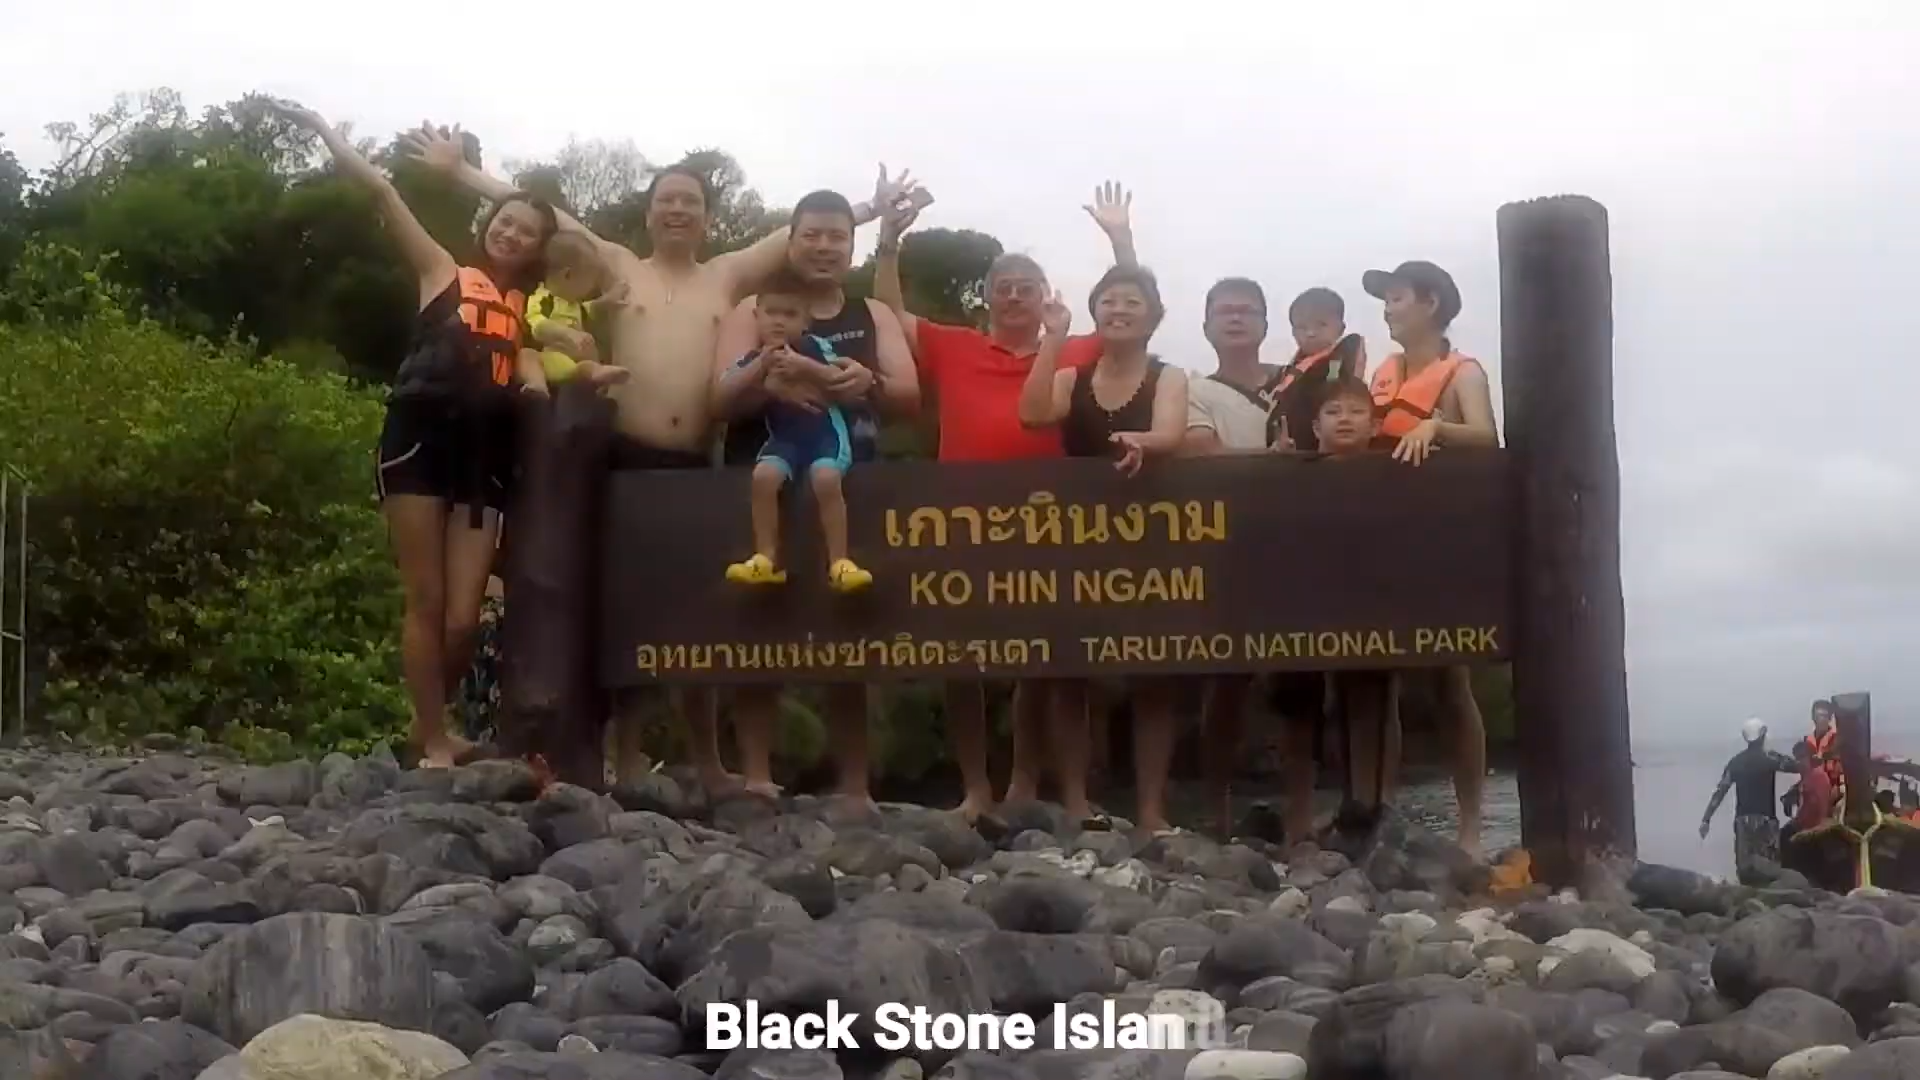 เกาะหินงาม
KO HIN NGAM
อุทยานแห่งชาติตะรุเตา TARUTAO NATIONAL PARK
Black Stone Island